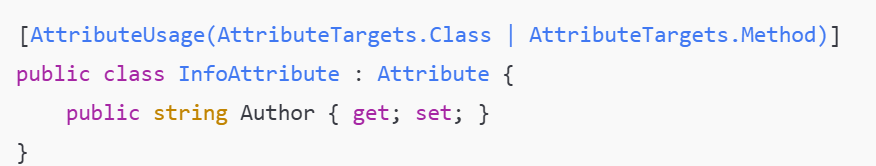 [AttributeUsage(AttributeTargets.Class | AttributeTargets.Method)]
public class InfoAttribute : Attribute {
    public string Author { get; set; }
}